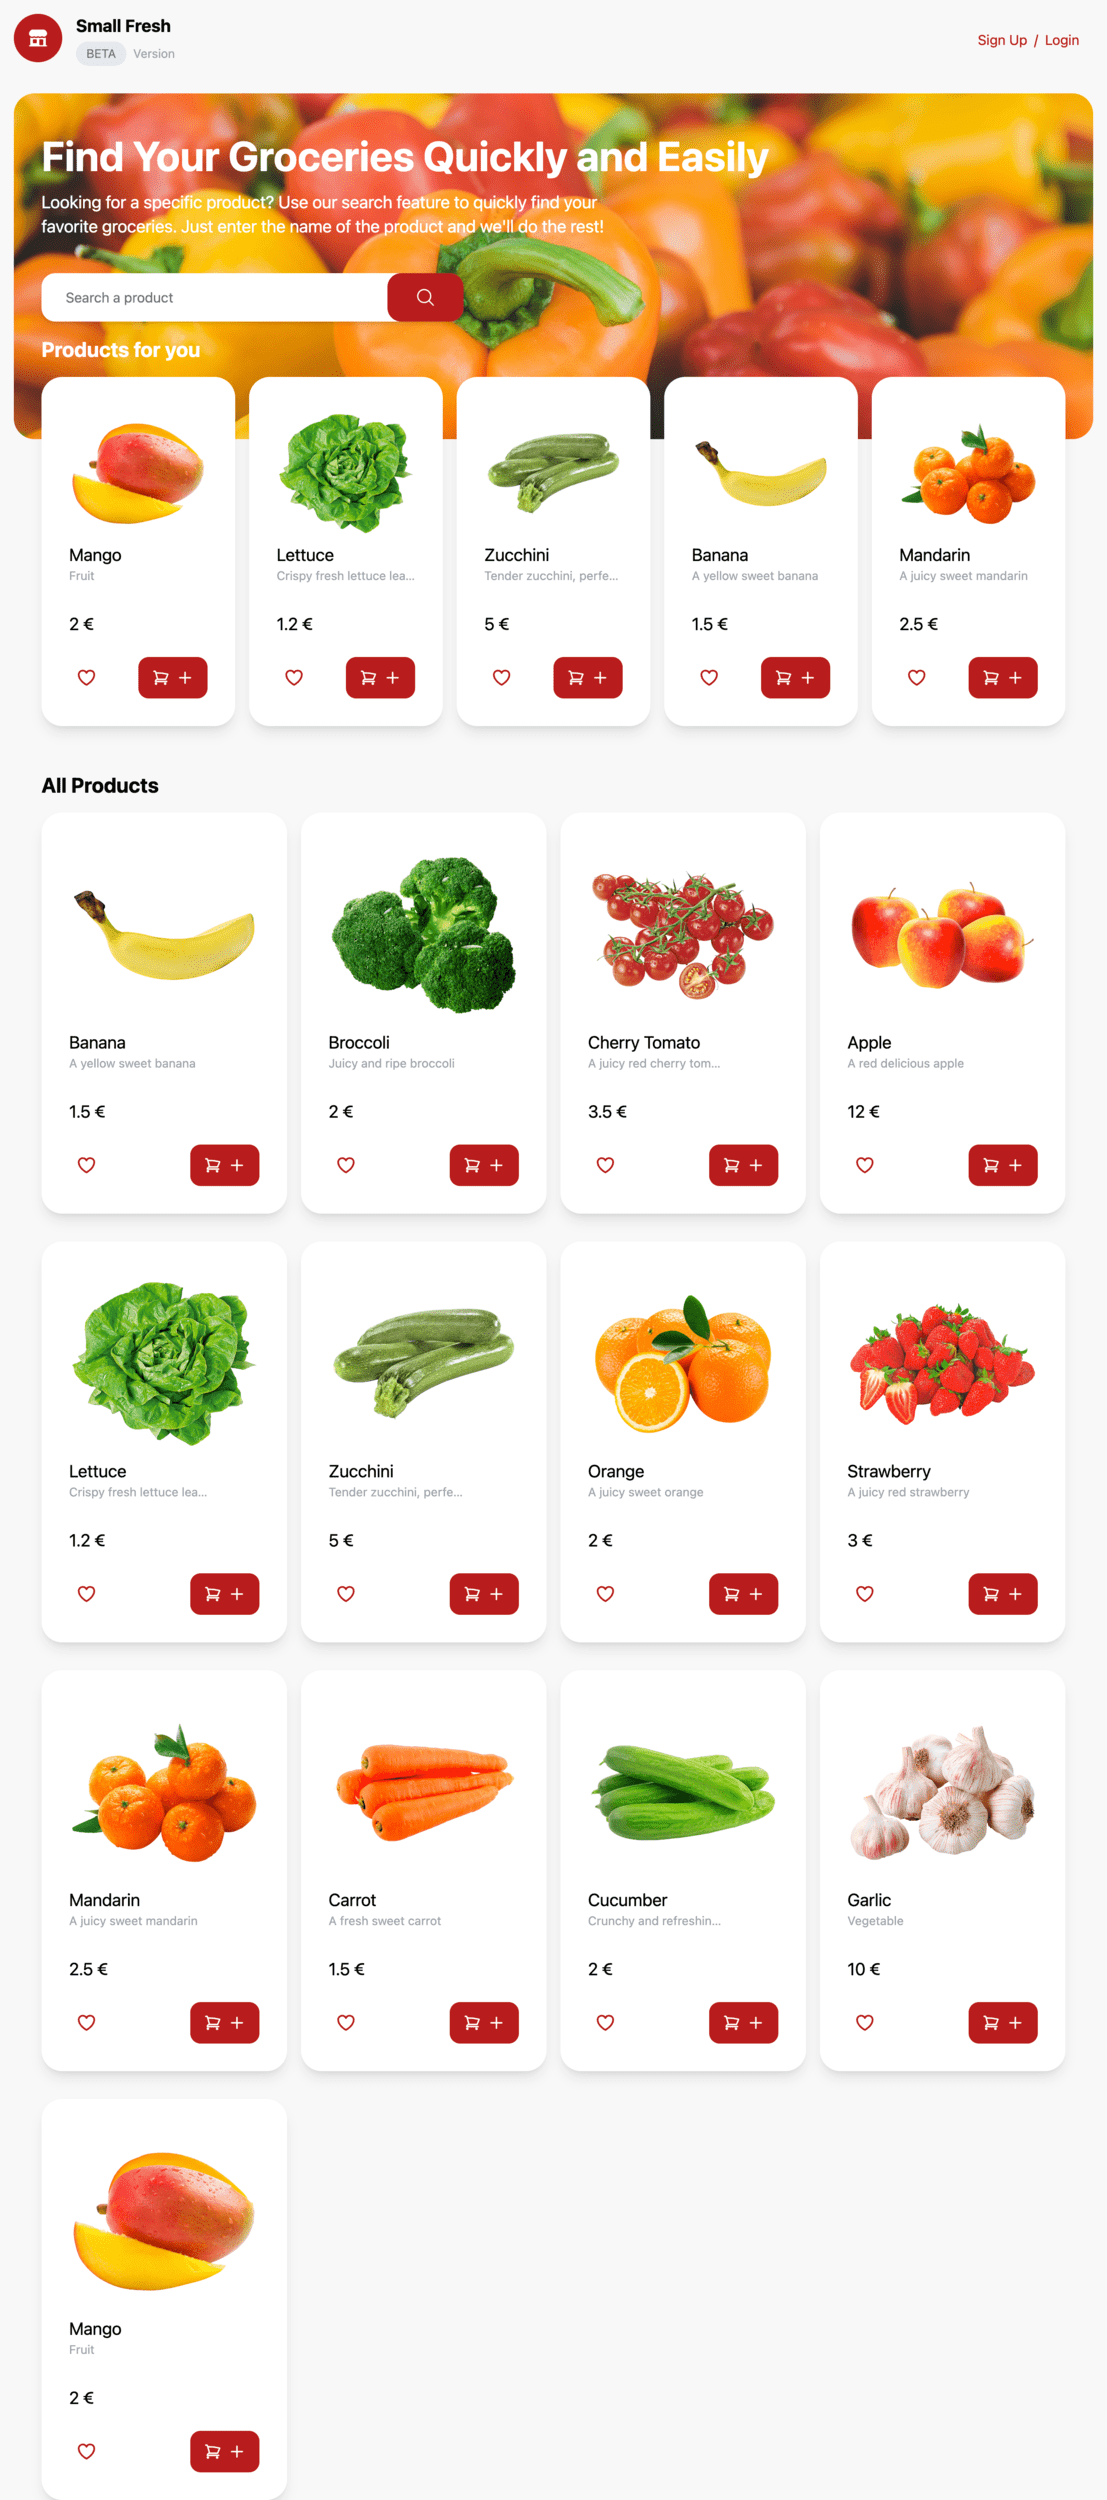 Small Fresh
BETA Version
Sign Up / Login
Find Your Groceries Quickly and Easily
Looking for a specific product? Use our search feature to quickly find your
favorite groceries. Just enter the name of the product and we'll do the rest!
Search a product
Products for you
Mango
Fruit
2 €
Lettuce
Crispy fresh lettuce lea...
1.2 €
Zucchini
Tender zucchini, perfe...
5 €
Banana
A yellow sweet banana
1.5 €
Mandarin
A juicy sweet mandarin
2.5 €
All Products
Banana
A yellow sweet banana
1.5 €
Broccoli
Juicy and ripe broccoli
2 €
Cherry Tomato
A juicy red cherry tom...
3.5 €
Apple
A red delicious apple
12 €
Lettuce
Crispy fresh lettuce lea...
1.2 €
Zucchini
Tender zucchini, perfe...
5 €
Orange
A juicy sweet orange
2 €
Strawberry
A juicy red strawberry
3 €
Mandarin
A juicy sweet mandarin
2.5 €
Carrot
A fresh sweet carrot
1.5 €
Cucumber
Crunchy and refreshin...
2 €
Garlic
Vegetable
10 €
Mango
Fruit
2 €